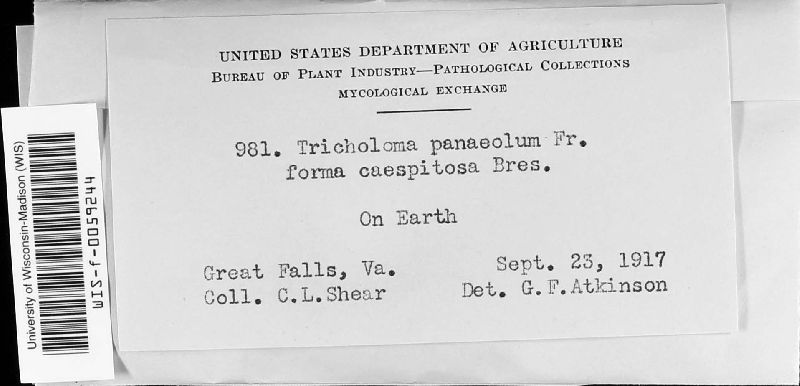 UNITED STATES DEPARTMENT OF AGRICULTURE
BUREAU OF PLANT INDUSTRY—PATHOLOGICAL COLLECTIONS
MYCOLOGICAL EXCHANGE
981. Tricholoma panaeolum Fr.
forma caespitosa Bres.
On Earth
Great Falls, Va. Sept. 23, 1917
Coll. C.L.Shear Det. G.F.Atkinson
University of Wisconsin-Madison (WIS)
WIS-f-0059244